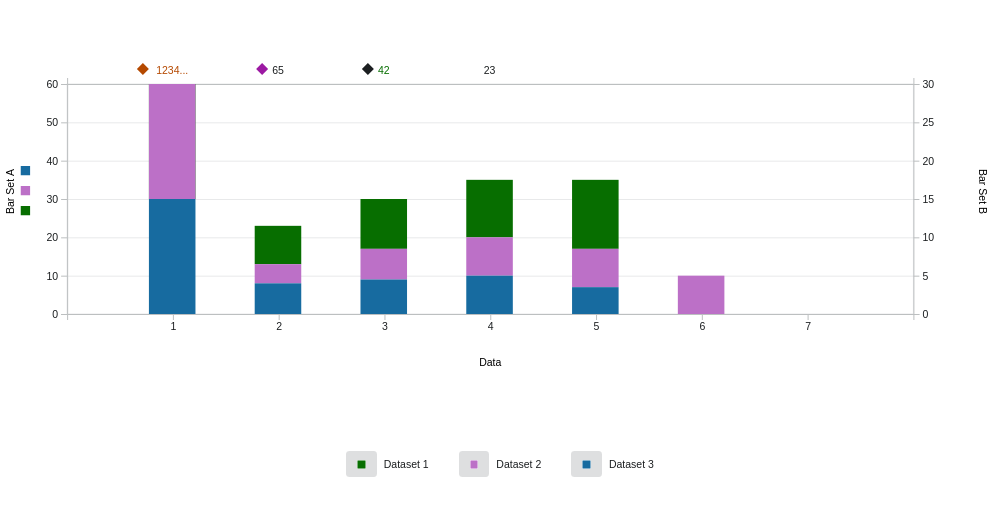 1234... 65 42 23
60 30
50 25
40 20
30 15
20 10
10 5
0 0
Bar Set A
Bar Set B
1 2 3 4 5 6 7
Data
Dataset 1 Dataset 2 Dataset 3